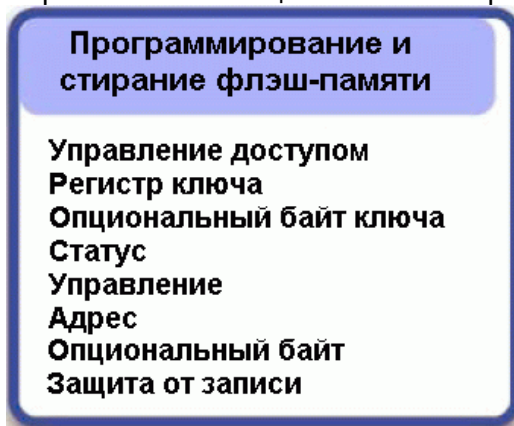 Программирование и
стирание флэш-памяти
Управление доступом
Регистр ключа
Опциональный байт ключа
Статус
Управление
Адрес
Опциональный байт
Защита от записи